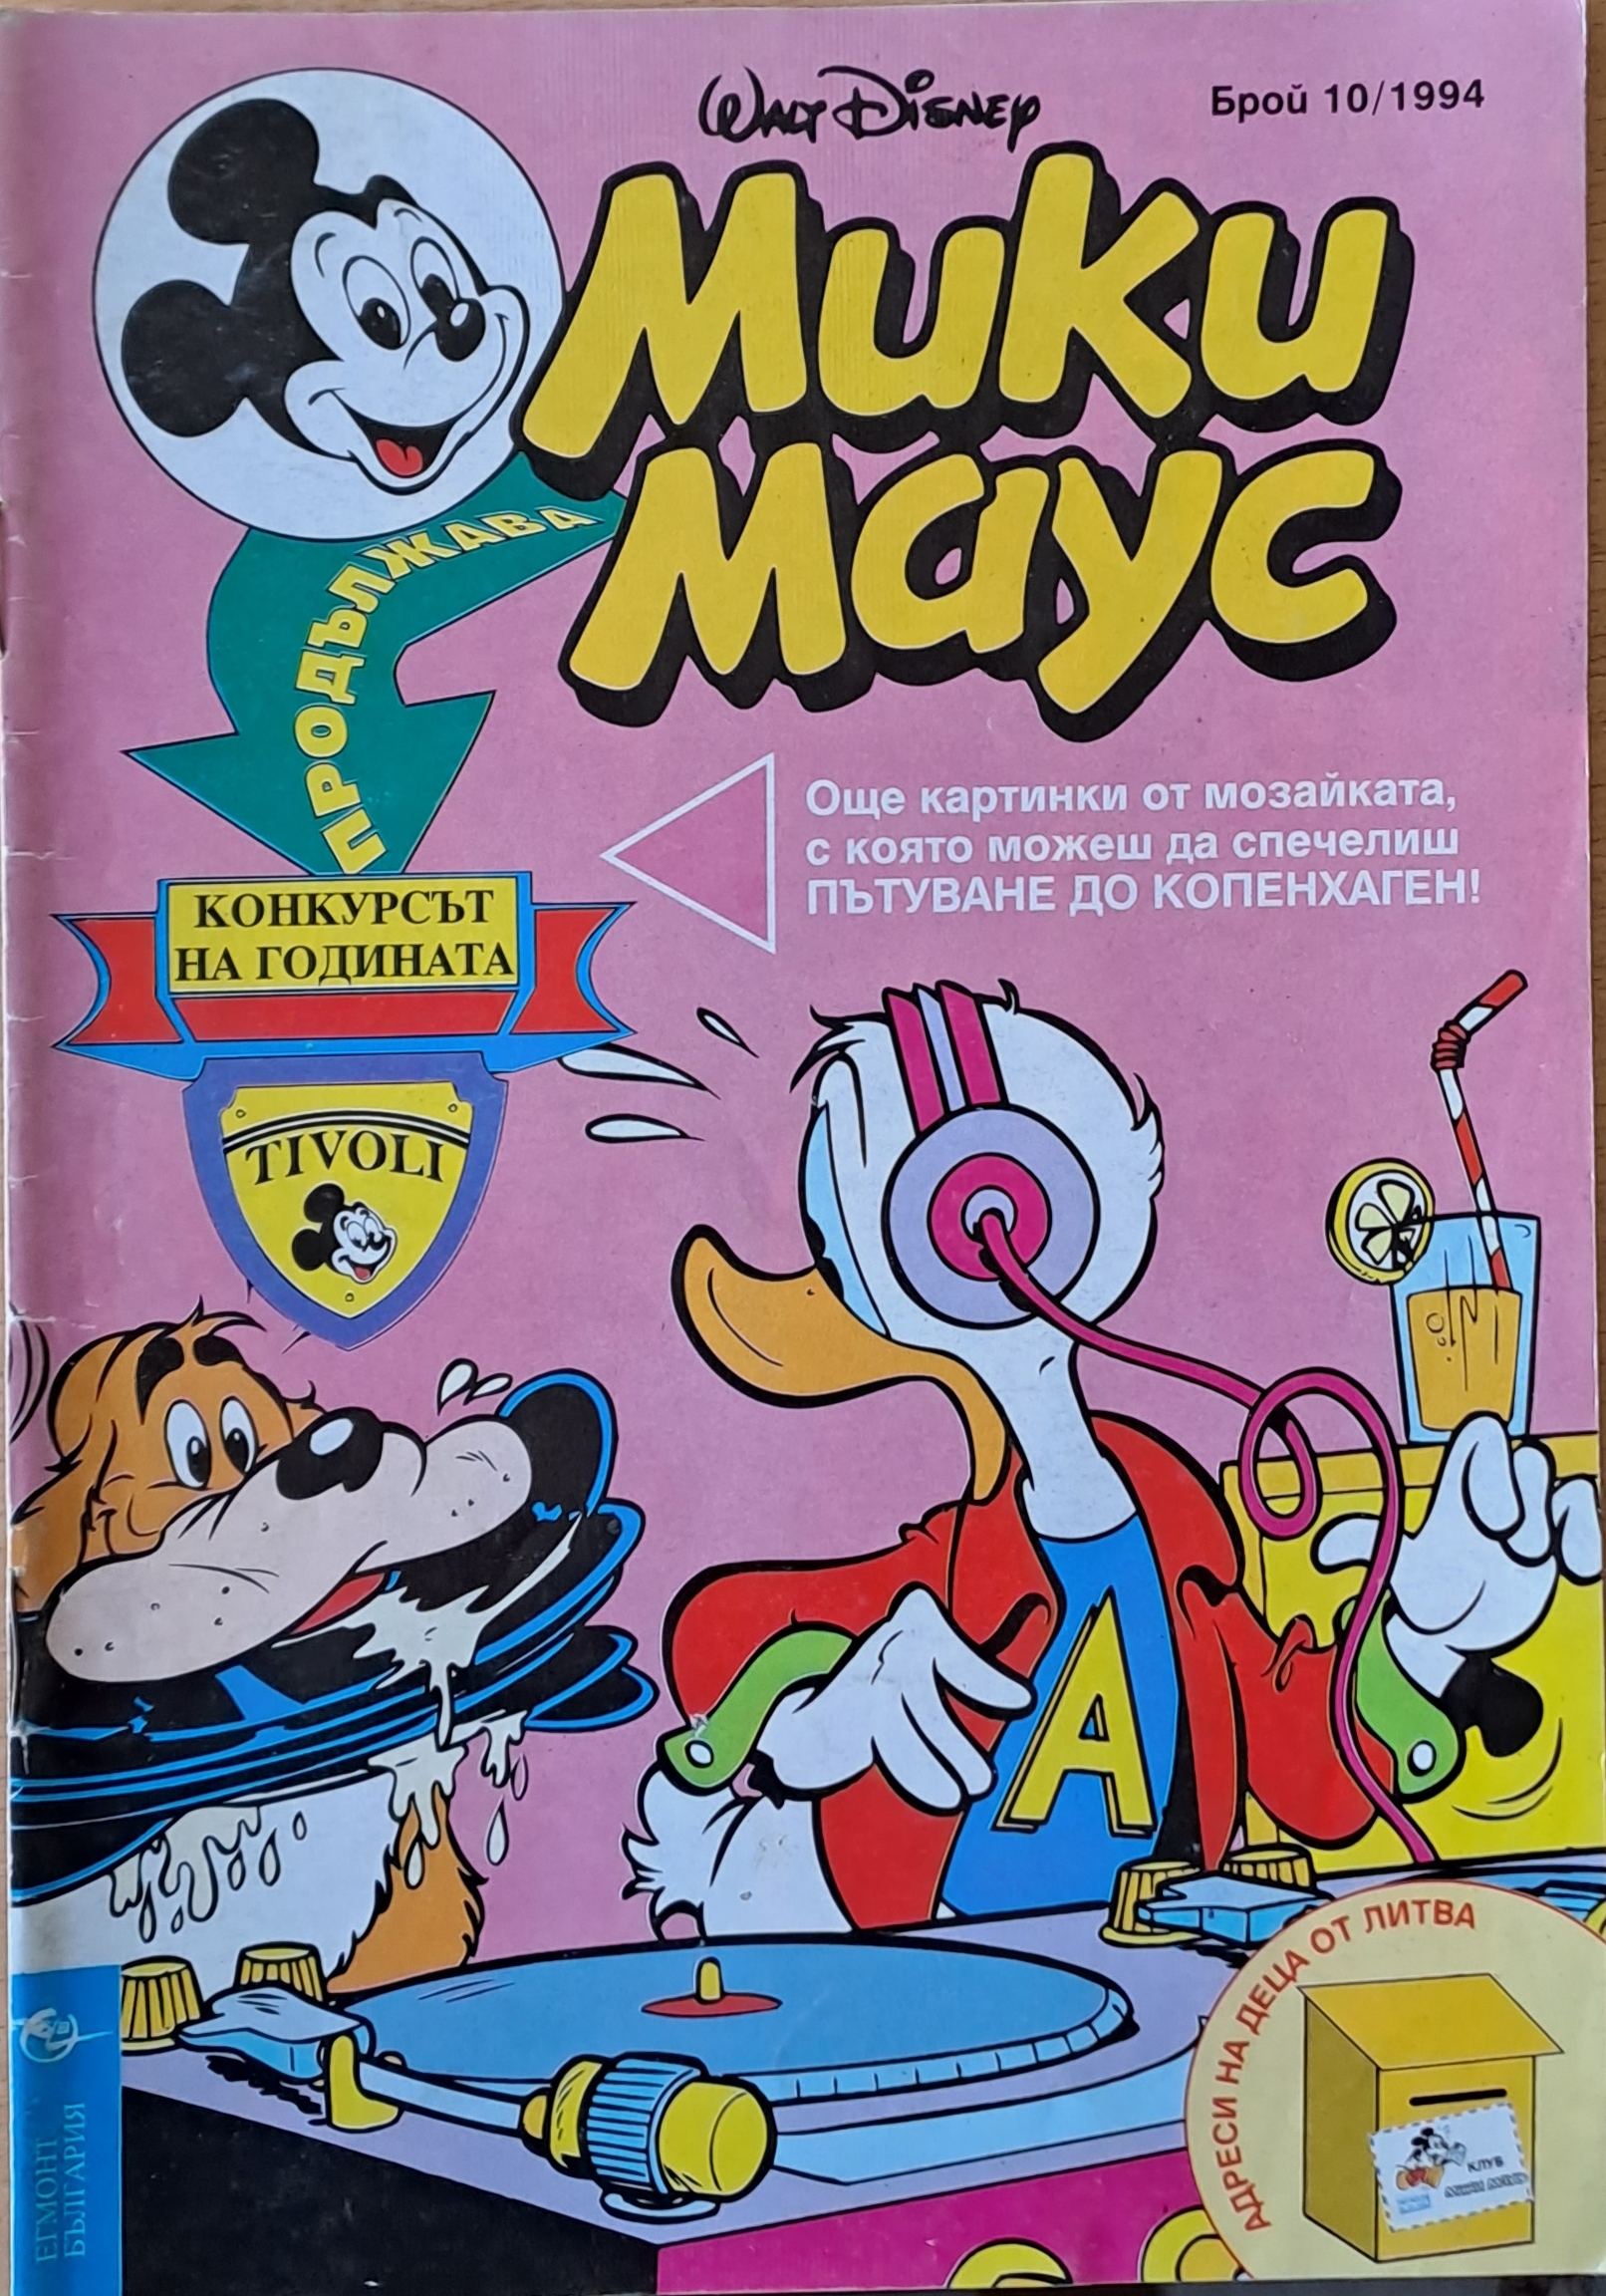 Walt Disney
Брой 10/1994
Мики
Маус
ПРОДЪЛЖАВА
Още картинки от мозайката,
с която можеш да спечелиш
ПЪТУВАНЕ ДО КОПЕНХАГЕН!
КОНКУРСЪТ
НА ГОДИНАТА
TIVOLI
A
АДРЕСИ НА ДЕЦА ОТ ЛИТВА
КЛУБ
ЕГМОНТ
БЪЛГАРИЯ